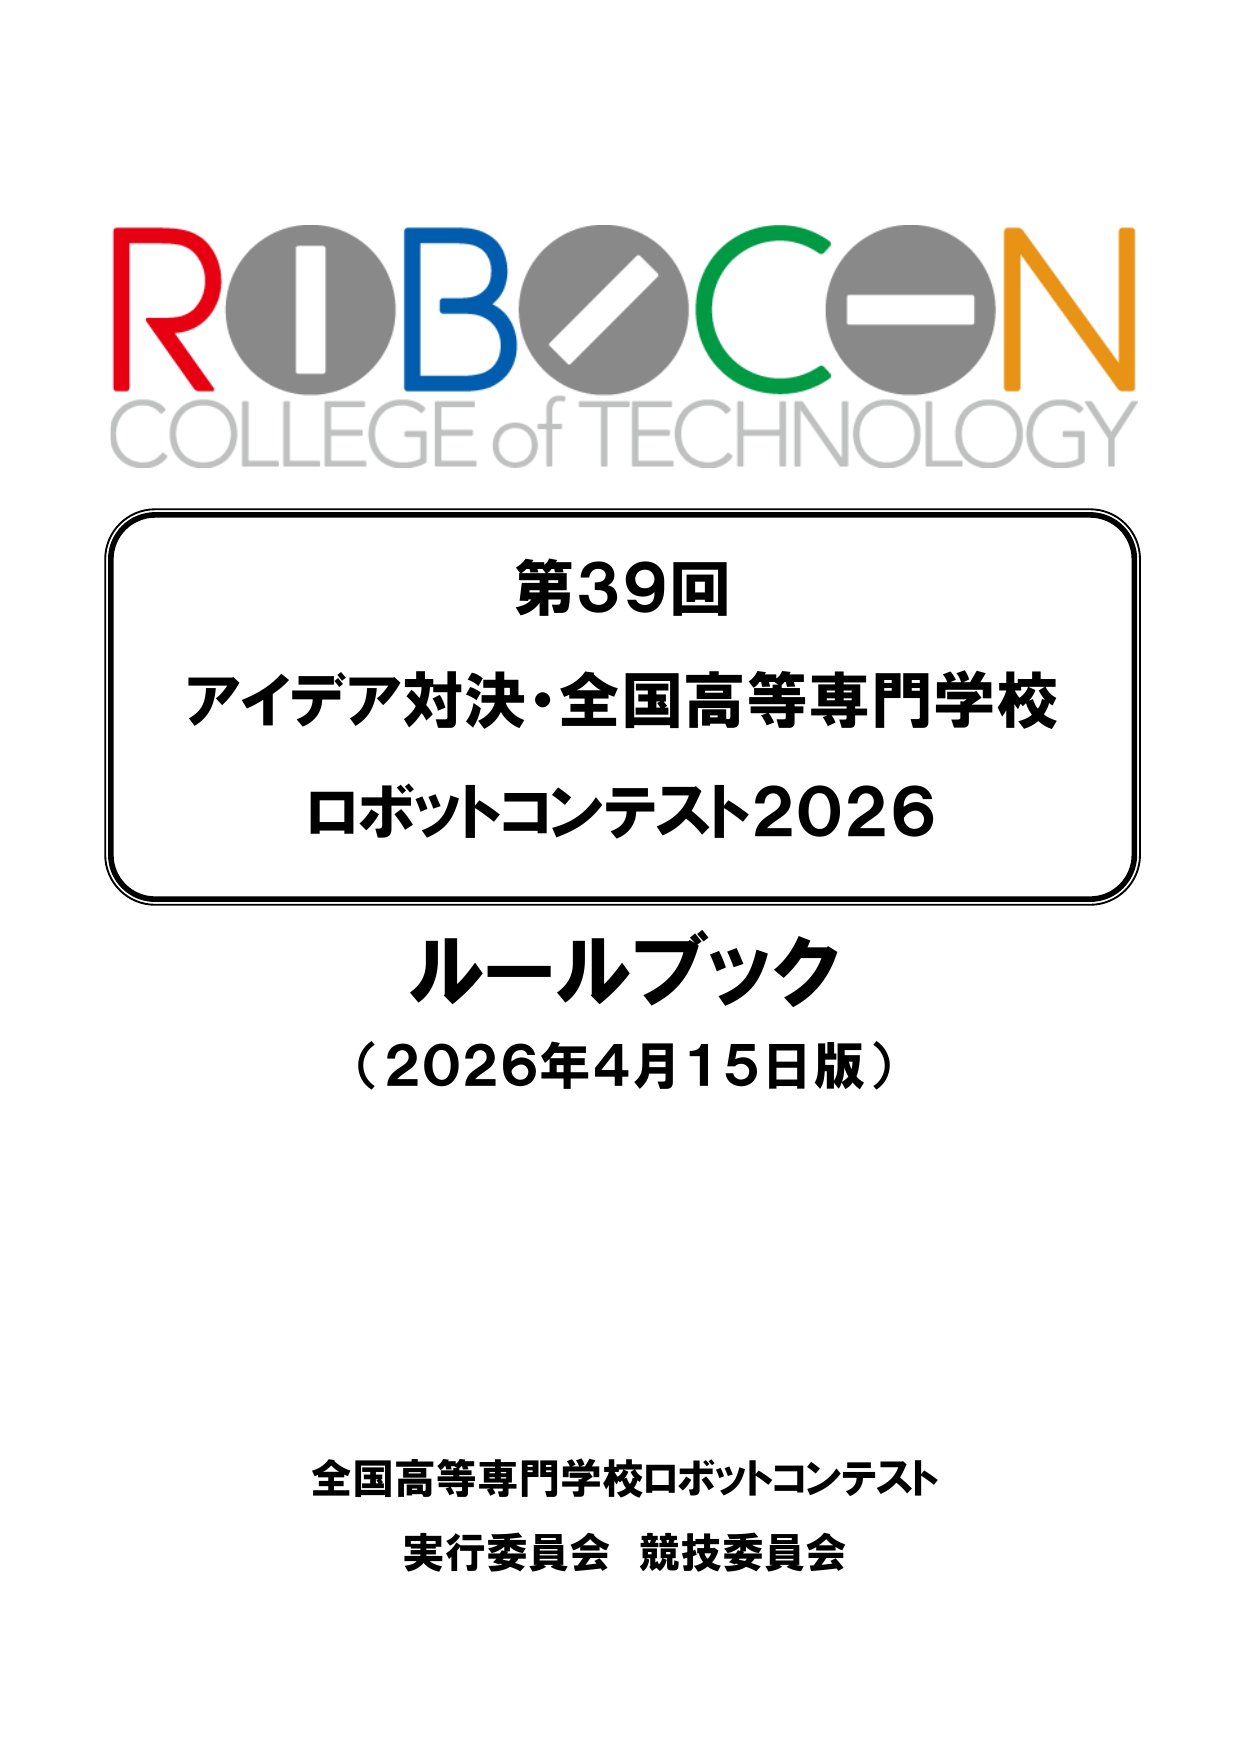 ROBOCON
COLLEGE of TECHNOLOGY
第39回
アイデア対決・全国高等専門学校
ロボットコンテスト2026
ルールブック
（2026年4月15日版）
全国高等専門学校ロボットコンテスト
実行委員会 競技委員会